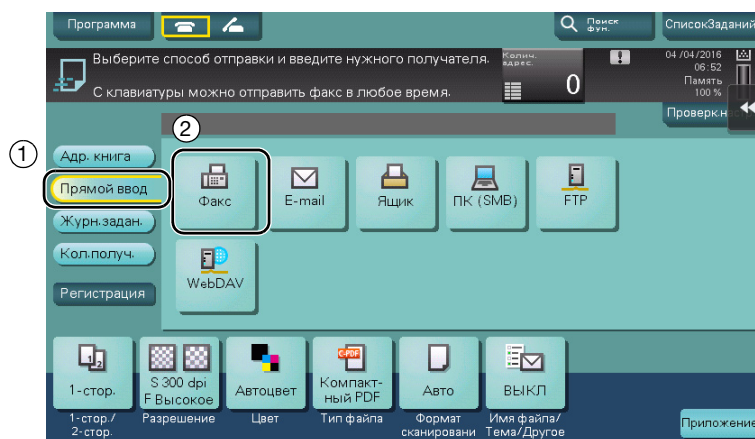 Программа
Поиск
фун.
СписокЗаданий
Выберите способ отправки и введите нужного получателя.
С клавиатуры можно отправить факс в любое время.
Колич.
адрес.
0
04/04/2016
06:52
Память
100 %
Проверк.н
1
2
Адр. книга
Прямой ввод
Журн.задан.
Кол.получ.
Регистрация
Факс
E-mail
Ящик
ПК (SMB)
FTP
WebDAV
1-стор.
S 300 dpi
F Высокое
Автоцвет
C-PDF
Компакт-
ный PDF
Авто
ВЫКЛ
1-стор./
2-стор.
Разрешение
Цвет
Тип файла
Формат
сканировани
Имя файла/
Тема/Другое
Приложение